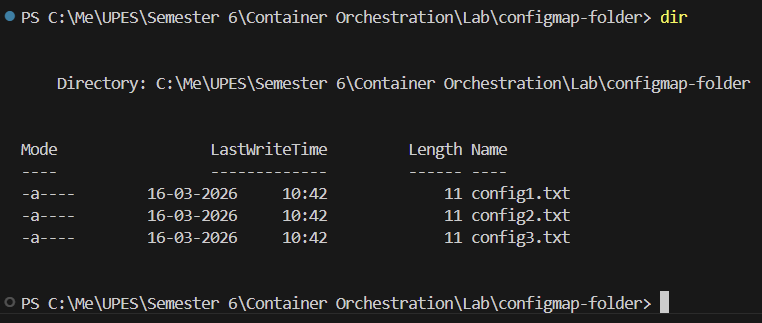 PS C:\Me\UPES\Semester 6\Container Orchestration\Lab\configmap-folder> dir
Directory: C:\Me\UPES\Semester 6\Container Orchestration\Lab\configmap-folder
Mode LastWriteTime Length Name
---- ------------- ------ ----
-a---- 16-03-2026 10:42 11 config1.txt
-a---- 16-03-2026 10:42 11 config2.txt
-a---- 16-03-2026 10:42 11 config3.txt
PS C:\Me\UPES\Semester 6\Container Orchestration\Lab\configmap-folder>